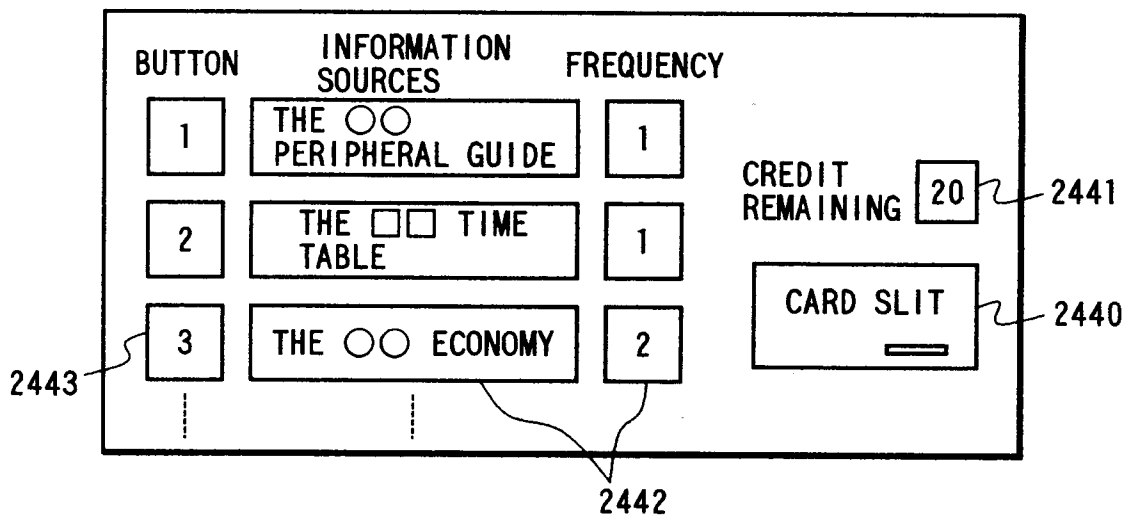 BUTTON
INFORMATION
SOURCES
FREQUENCY
1
THE ○○
PERIPHERAL GUIDE
1
2
THE □□ TIME
TABLE
1
3
THE ○○ ECONOMY
2
CREDIT
REMAINING
20
2441
CARD SLIT
2440
2443
2442